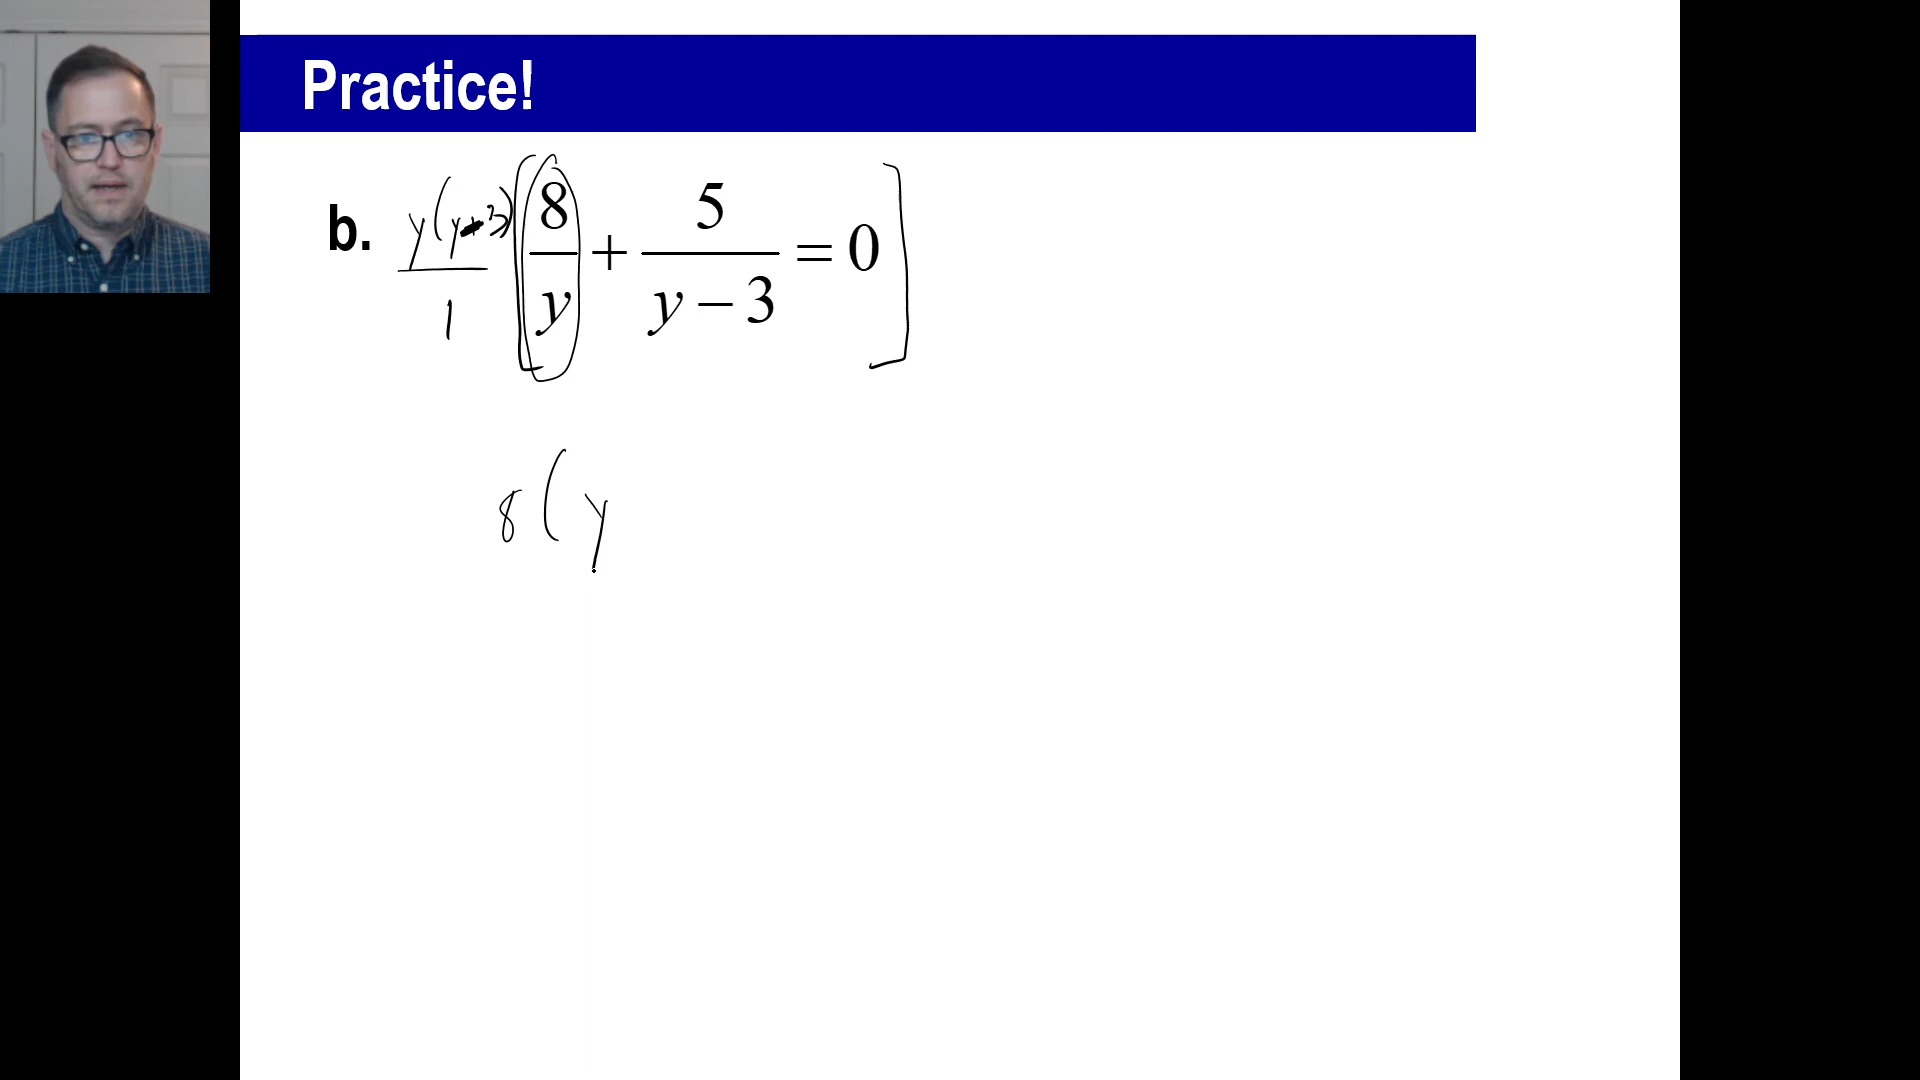 Practice!
b. y(y-3)/1 [8/y + 5/(y - 3) = 0]
8(y